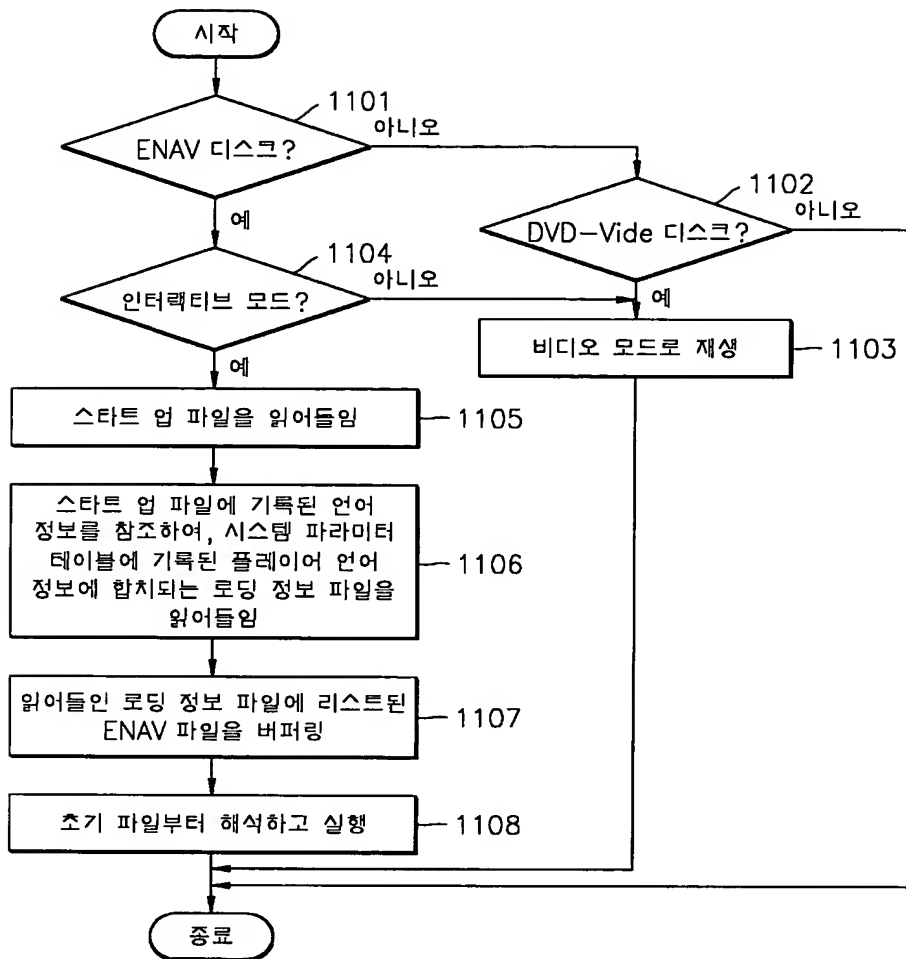 시작
1101
ENAV 디스크?
아니오
예
1102
DVD-Vide 디스크?
아니오
예
1104
인터랙티브 모드?
아니오
예
비디오 모드로 재생
1103
스타트 업 파일을 읽어들임
1105
스타트 업 파일에 기록된 언어
정보를 참조하여, 시스템 파라미터
테이블에 기록된 플레이어 언어
정보에 합치되는 로딩 정보 파일을
읽어들임
1106
읽어들인 로딩 정보 파일에 리스트된
ENAV 파일을 버퍼링
1107
초기 파일부터 해석하고 실행
1108
종료